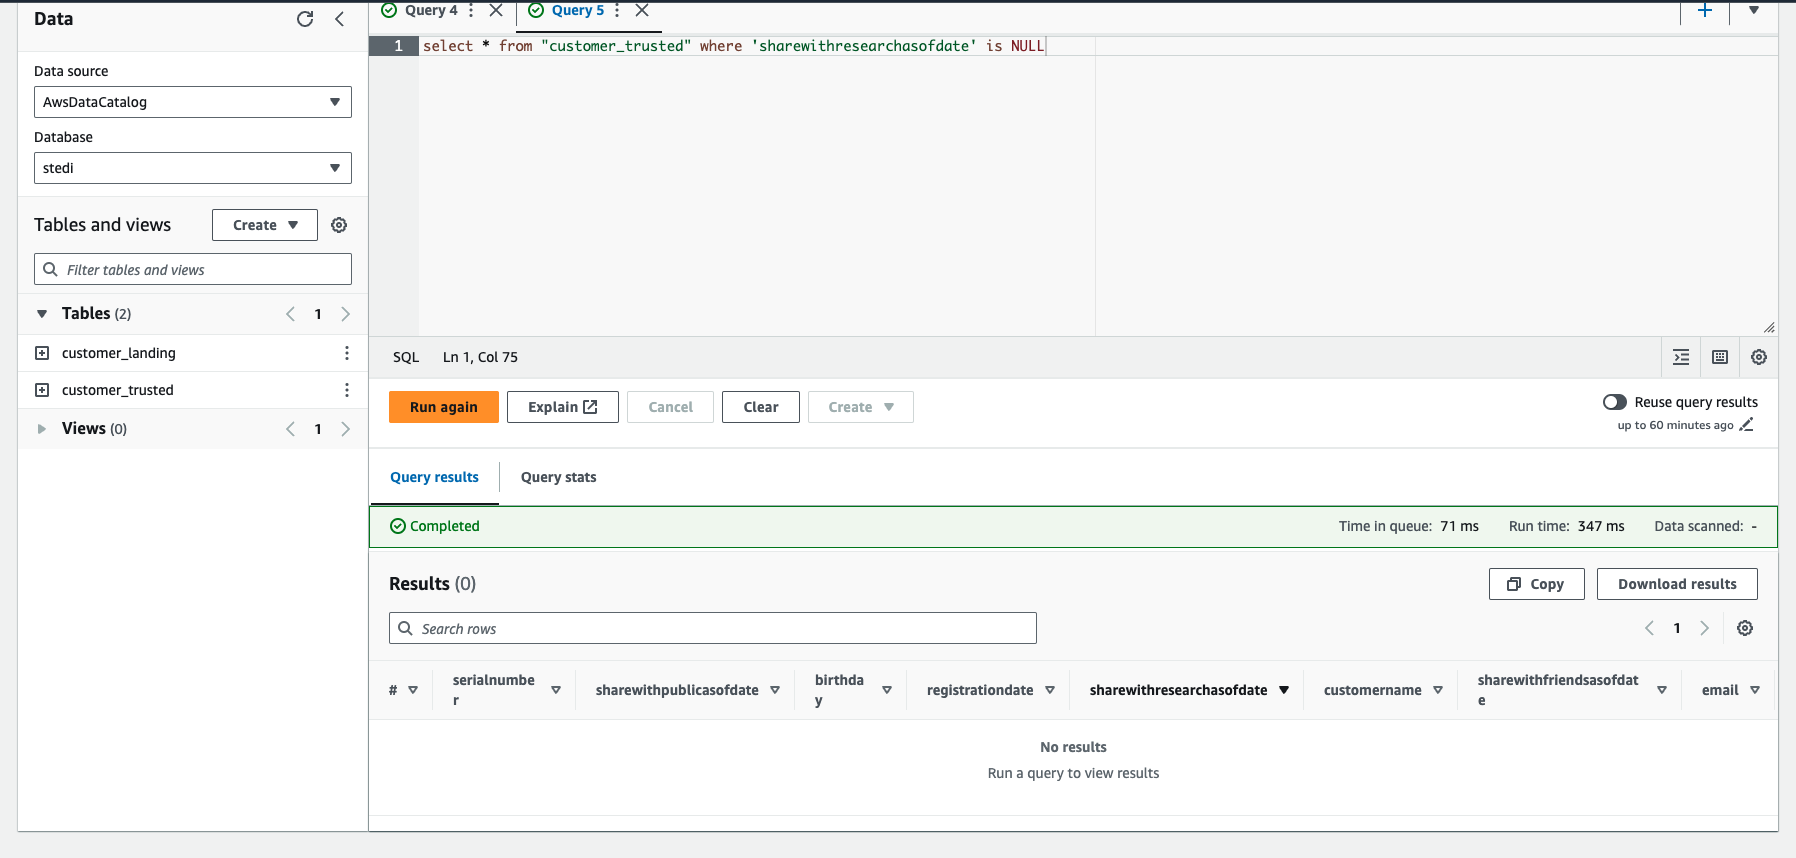 Data
Query 4
Query 5
Data source
AwsDataCatalog
Database
stedi
Tables and views
Create
Filter tables and views
Tables (2)
1
customer_landing
customer_trusted
Views (0)
1
1
select * from "customer_trusted" where 'sharewithresearchasofdate' is NULL
SQL
Ln 1, Col 75
Run again
Explain
Cancel
Clear
Create
Reuse query results
up to 60 minutes ago
Query results
Query stats
Completed
Time in queue: 71 ms
Run time: 347 ms
Data scanned: -
Results (0)
Copy
Download results
Search rows
1
#
serialnumbe
r
sharewithpublicasofdate
birthda
y
registrationdate
sharewithresearchasofdate
customername
sharewithfriendsasofdat
e
email
No results
Run a query to view results